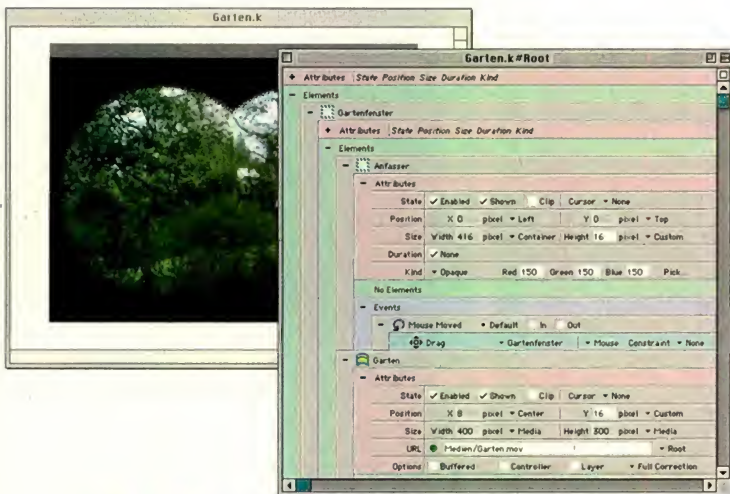 Garten.k
Garten.k#Root
+ Attributes State Position Size Duration Kind
- Elements
- Gartenfenster
+ Attributes State Position Size Duration Kind
- Elements
- Anfasser
- Attributes
State ✓ Enabled ✓ Shown Clip Cursor ▾ None
Position X 0 pixel ▾ Left Y 0 pixel ▾ Top
Size Width 416 pixel ▾ Container Height 16 pixel ▾ Custom
Duration ✓ None
Kind ▾ Opaque Red 150 Green 150 Blue 150 Pick...
No Elements
- Events
- Mouse Moved • Default In Out
Drag ▾ Gartenfenster ▾ Mouse Constraint ▾ None
- Garten
- Attributes
State ✓ Enabled ✓ Shown Clip Cursor ▾ None
Position X 8 pixel ▾ Center Y 16 pixel ▾ Custom
Size Width 400 pixel ▾ Media Height 300 pixel ▾ Media
URL Medien/Garten.mov ▾ Root
Options Buffered Controller Layer ▾ Full Correction